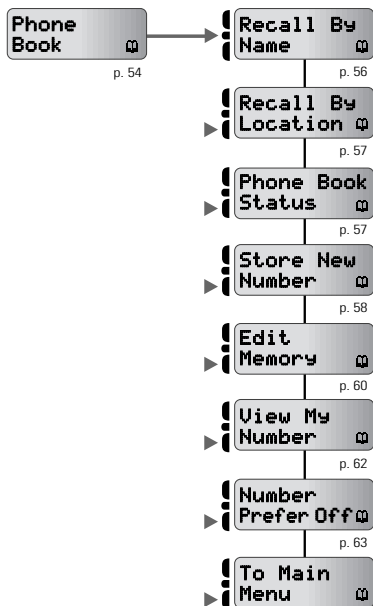 Phone
Book
p. 54
Recall By
Name
p. 56
Recall By
Location
p. 57
Phone Book
Status
p. 57
Store New
Number
p. 58
Edit
Memory
p. 60
View My
Number
p. 62
Number
Prefer Off
p. 63
To Main
Menu